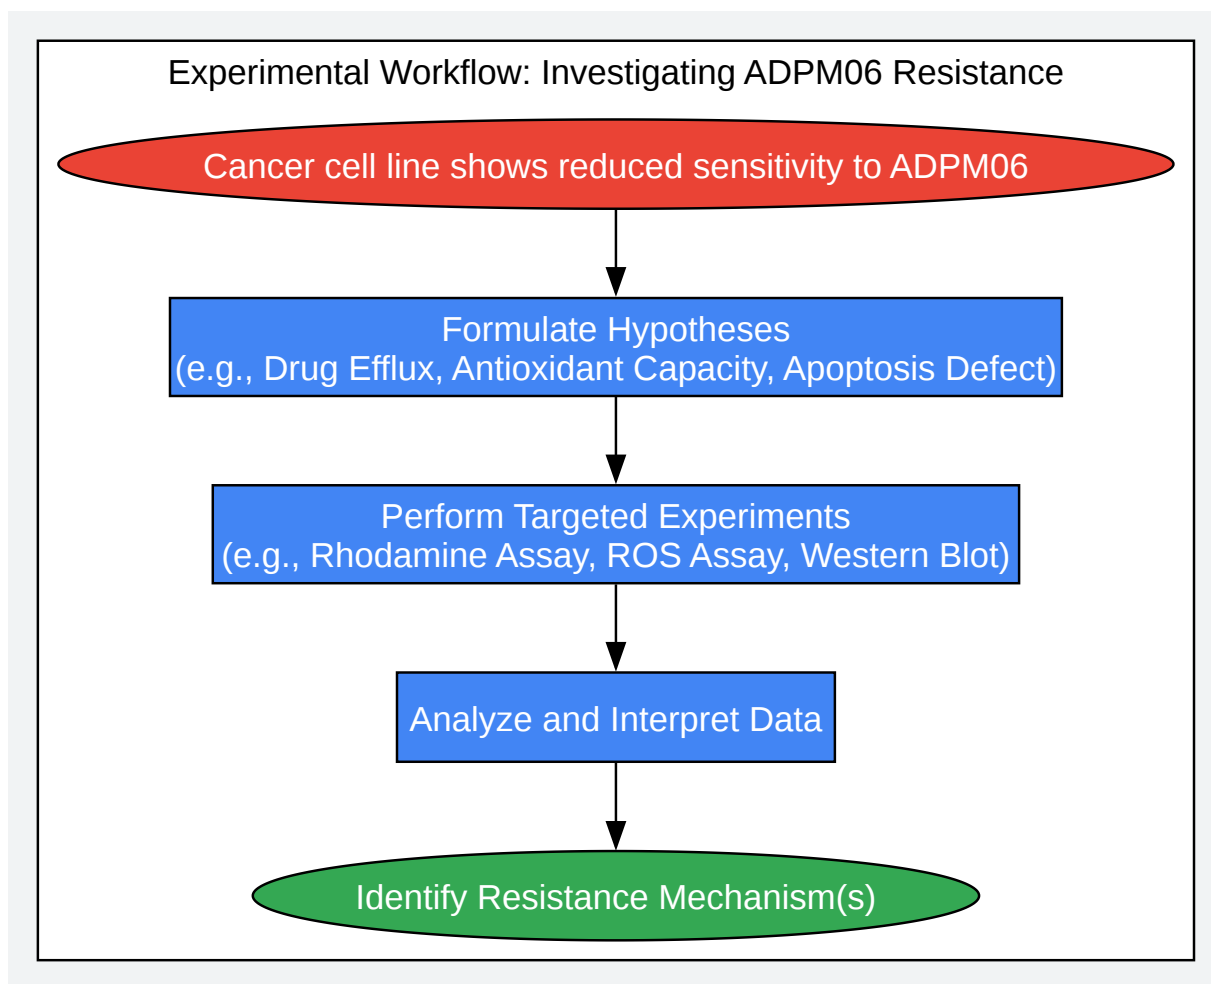 Experimental Workflow: Investigating ADPM06 Resistance
Cancer cell line shows reduced sensitivity to ADPM06
Formulate Hypotheses
(e.g., Drug Efflux, Antioxidant Capacity, Apoptosis Defect)
Perform Targeted Experiments
(e.g., Rhodamine Assay, ROS Assay, Western Blot)
Analyze and Interpret Data
Identify Resistance Mechanism(s)